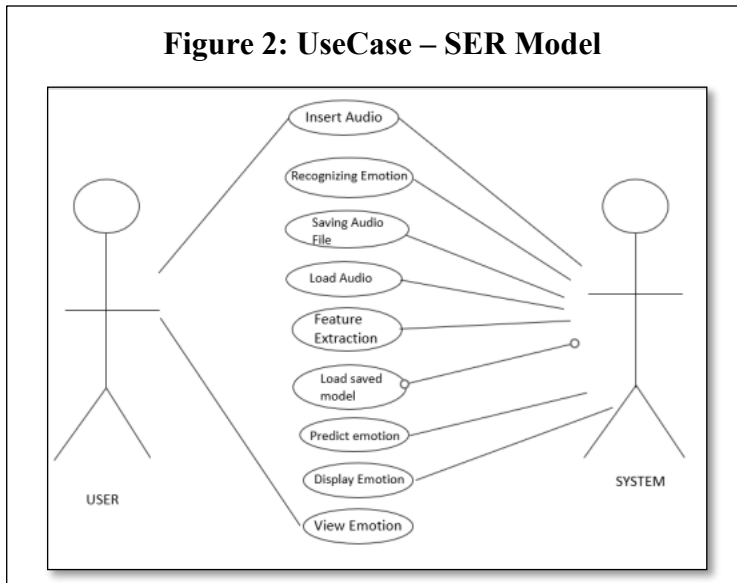 Figure 2: UseCase – SER Model
Insert Audio
Recognizing Emotion
Saving Audio
File
Load Audio
Feature
Extraction
Load saved
model
Predict emotion
Display Emotion
View Emotion
USER
SYSTEM